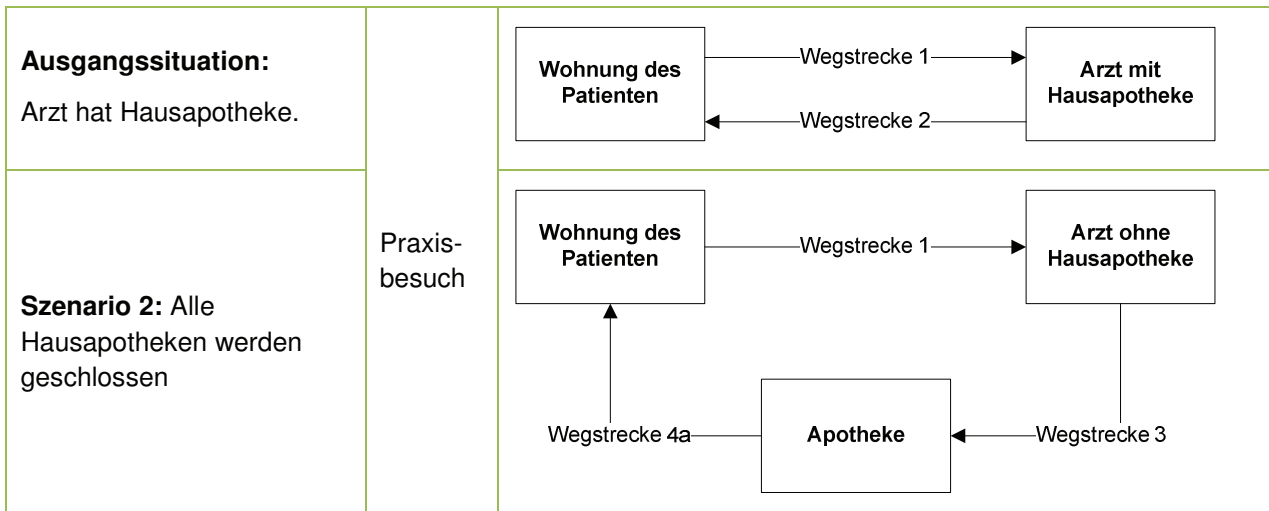 Ausgangssituation:
Arzt hat Hausapotheke.
Wohnung des
Patienten
Wegstrecke 1
Wegstrecke 2
Arzt mit
Hausapotheke
Praxis-
besuch
Szenario 2: Alle
Hausapotheken werden
geschlossen
Wohnung des
Patienten
Wegstrecke 1
Arzt ohne
Hausapotheke
Wegstrecke 4a
Apotheke
Wegstrecke 3